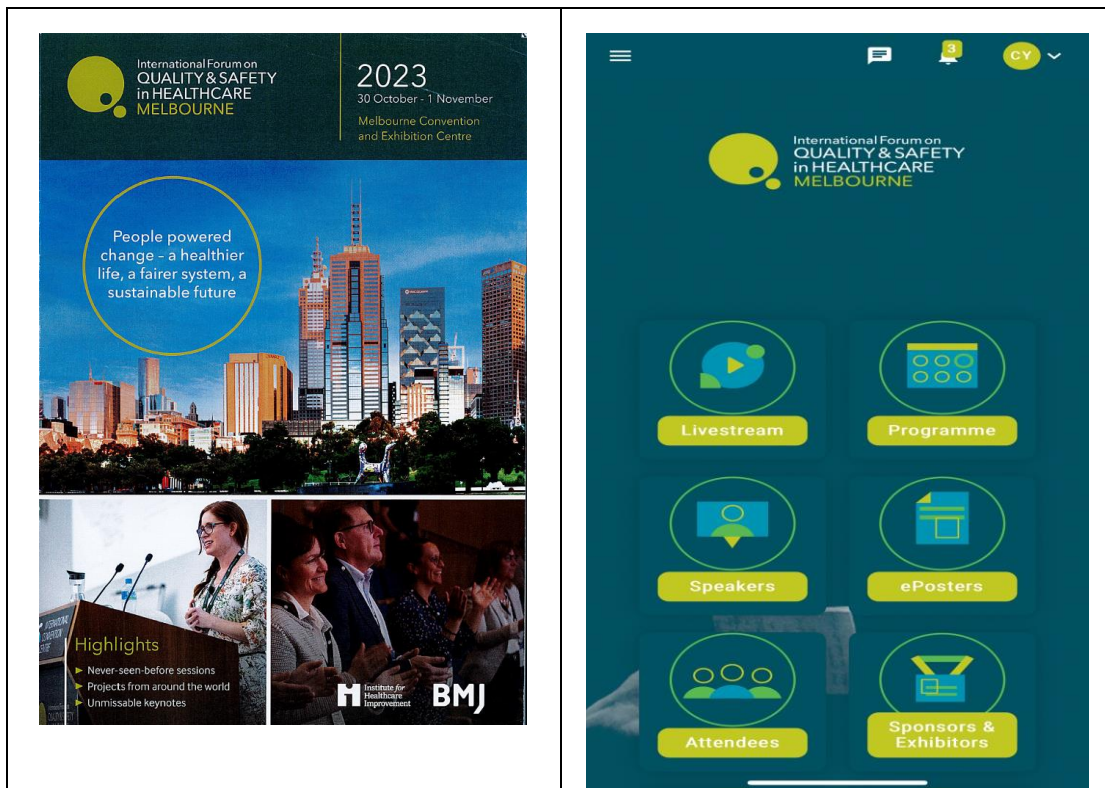 International Forum on
QUALITY & SAFETY
in HEALTHCARE
MELBOURNE
2023
30 October - 1 November
Melbourne Convention
and Exhibition Centre
People powered
change – a healthier
life, a fairer system, a
sustainable future
Highlights
Never-seen-before sessions
Projects from around the world
Unmissable keynotes
Institute for
Healthcare
Improvement
BMJ
3
CY
International Forum on
QUALITY & SAFETY
in HEALTHCARE
MELBOURNE
Livestream
Programme
Speakers
ePosters
Attendees
Sponsors &
Exhibitors